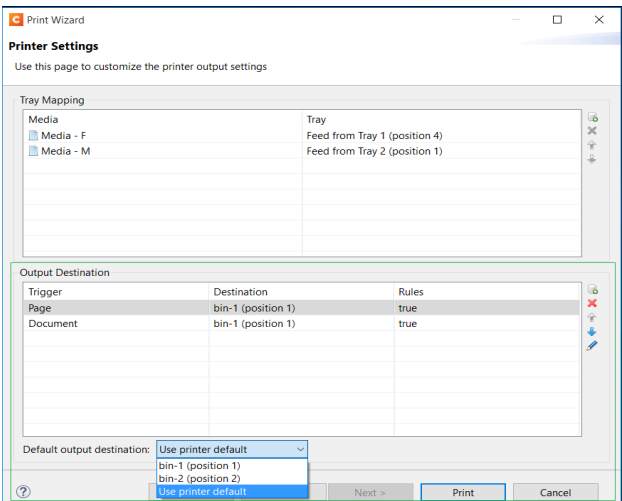 C Print Wizard
Printer Settings
Use this page to customize the printer output settings
Tray Mapping
Media Tray
Media - F Feed from Tray 1 (position 4)
Media - M Feed from Tray 2 (position 1)
Output Destination
Trigger Destination Rules
Page bin-1 (position 1) true
Document bin-1 (position 1) true
Default output destination: Use printer default
bin-1 (position 1)
bin-2 (position 2)
Use printer default
? Next > Print Cancel